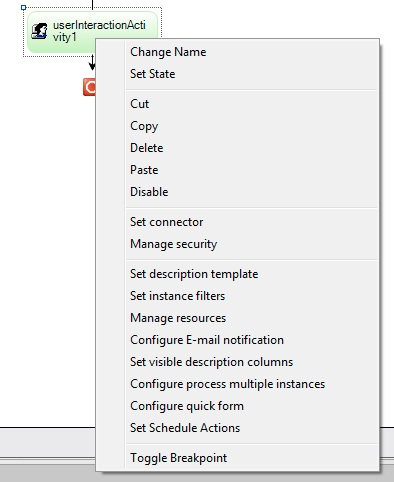 userInteractionActi
vity1
Change Name
Set State
Cut
Copy
Delete
Paste
Disable
Set connector
Manage security
Set description template
Set instance filters
Manage resources
Configure E-mail notification
Set visible description columns
Configure process multiple instances
Configure quick form
Set Schedule Actions
Toggle Breakpoint